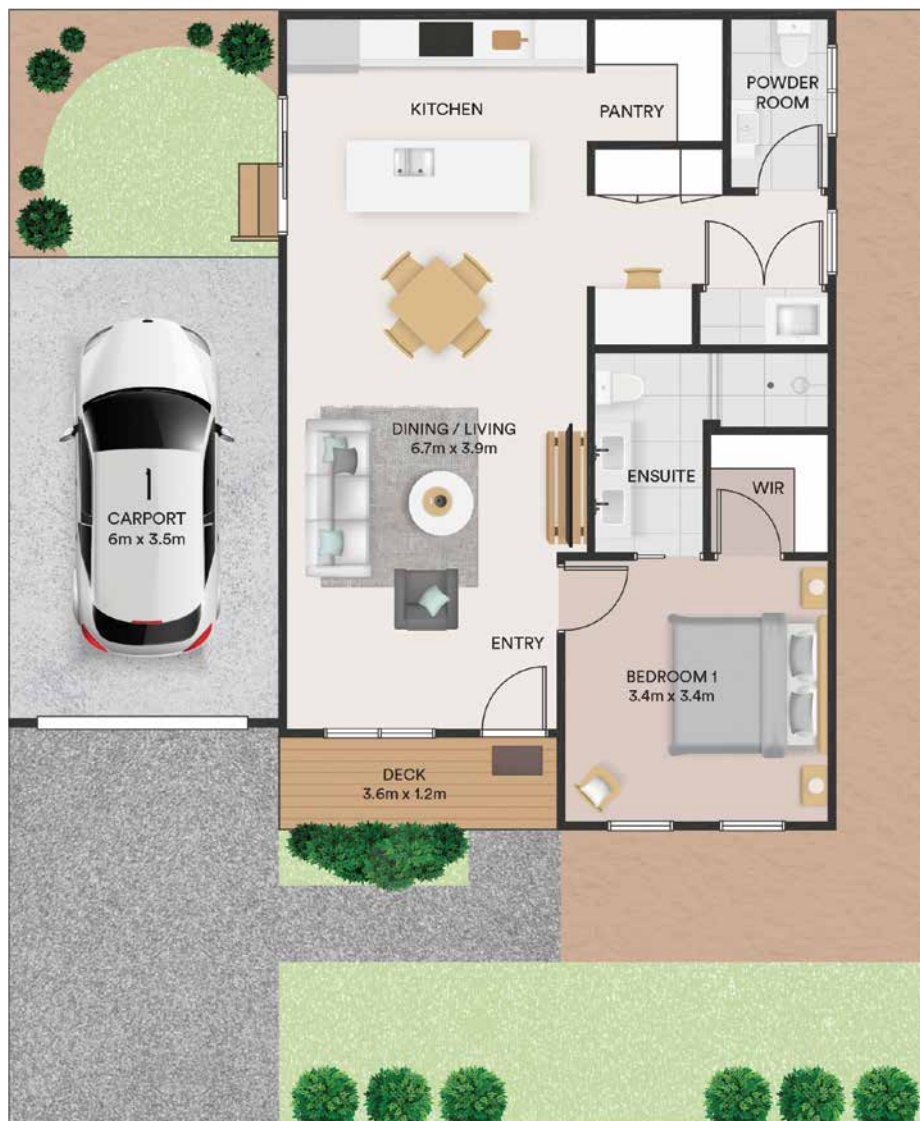 KITCHEN
PANTRY
POWDER
ROOM
DINING / LIVING
6.7m x 3.9m
1
CARPORT
6m x 3.5m
ENSUITE
WIR
ENTRY
BEDROOM 1
3.4m x 3.4m
DECK
3.6m x 1.2m